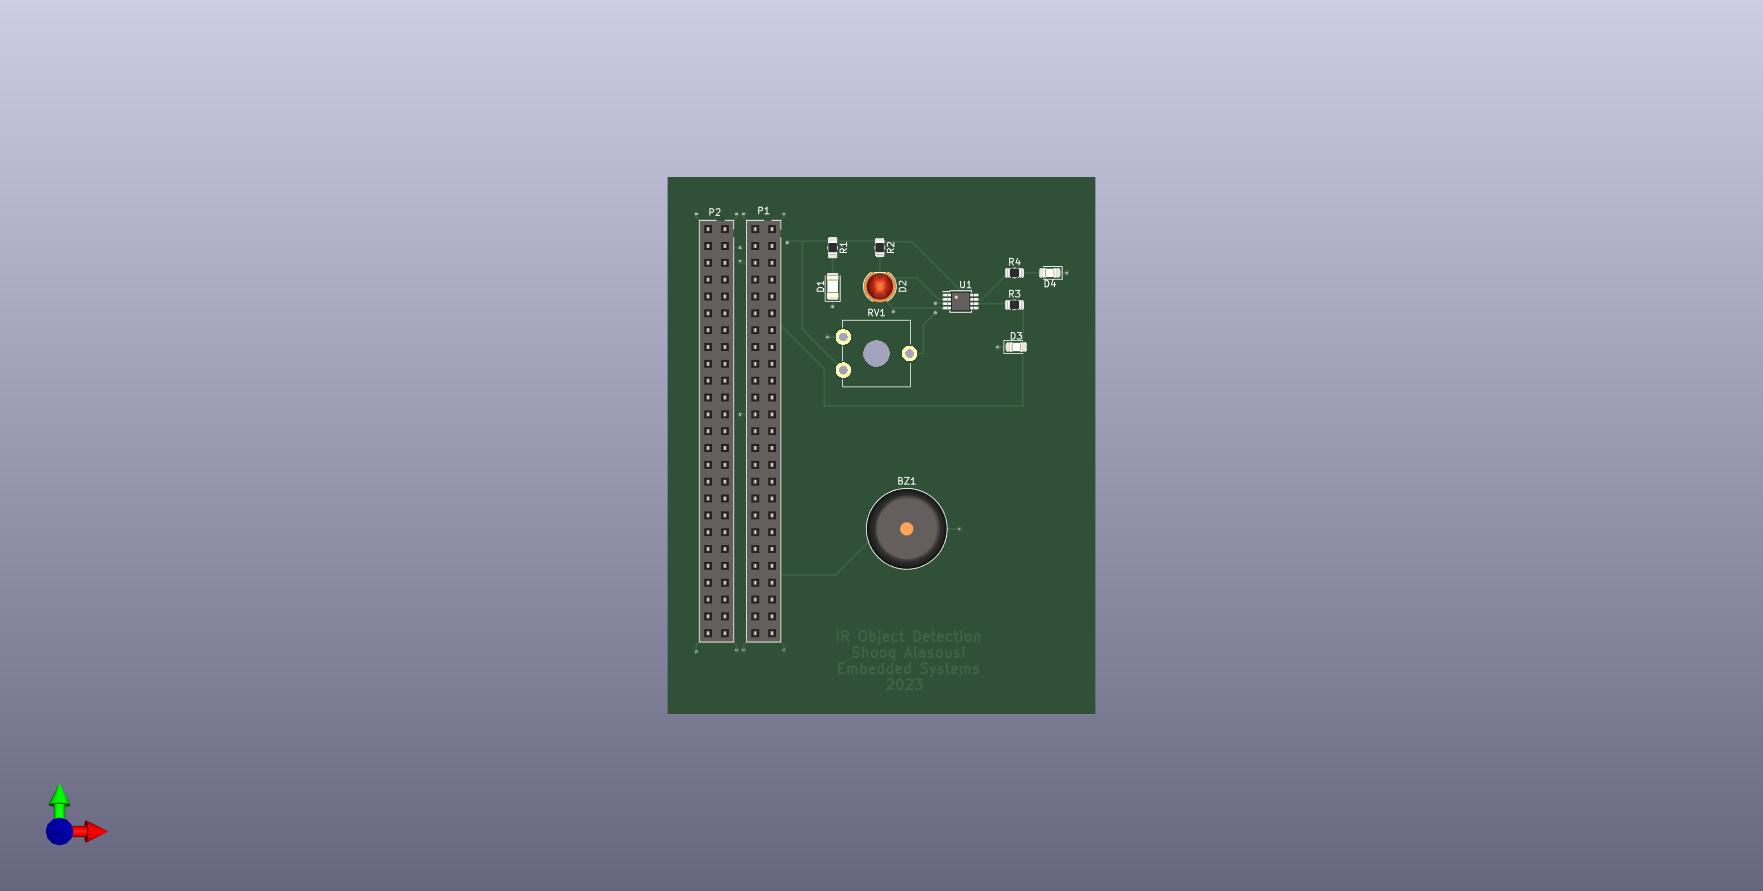 P2
P1
R1
R2
D1
D2
U1
R4
D4
R3
RV1
D3
BZ1
IR Object Detection
Shooq Alasousi
Embedded Systems
2023